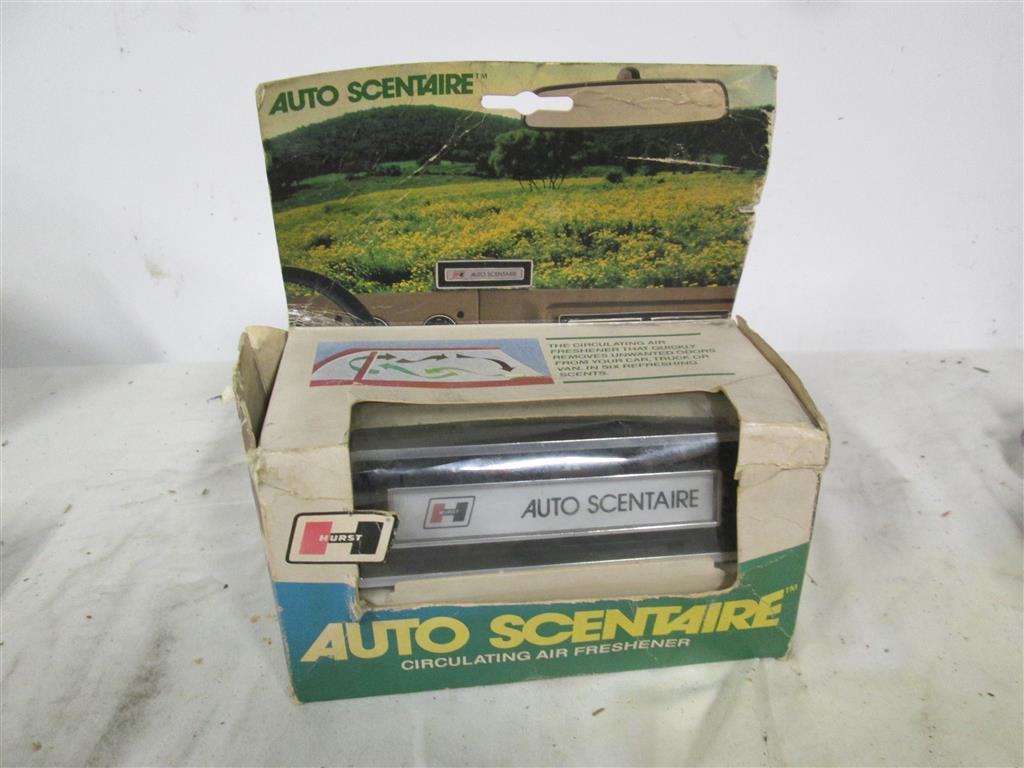 AUTO SCENTAIRE™
H AUTO SCENTAIRE
THE CIRCULATING AIR
FRESHENER THAT QUICKLY
REMOVES UNWANTED ODORS
FROM YOUR CAR, TRUCK OR
VAN. IN SIX REFRESHING
SCENTS.
H AUTO SCENTAIRE
HURST®
AUTO SCENTAIRE™
CIRCULATING AIR FRESHENER